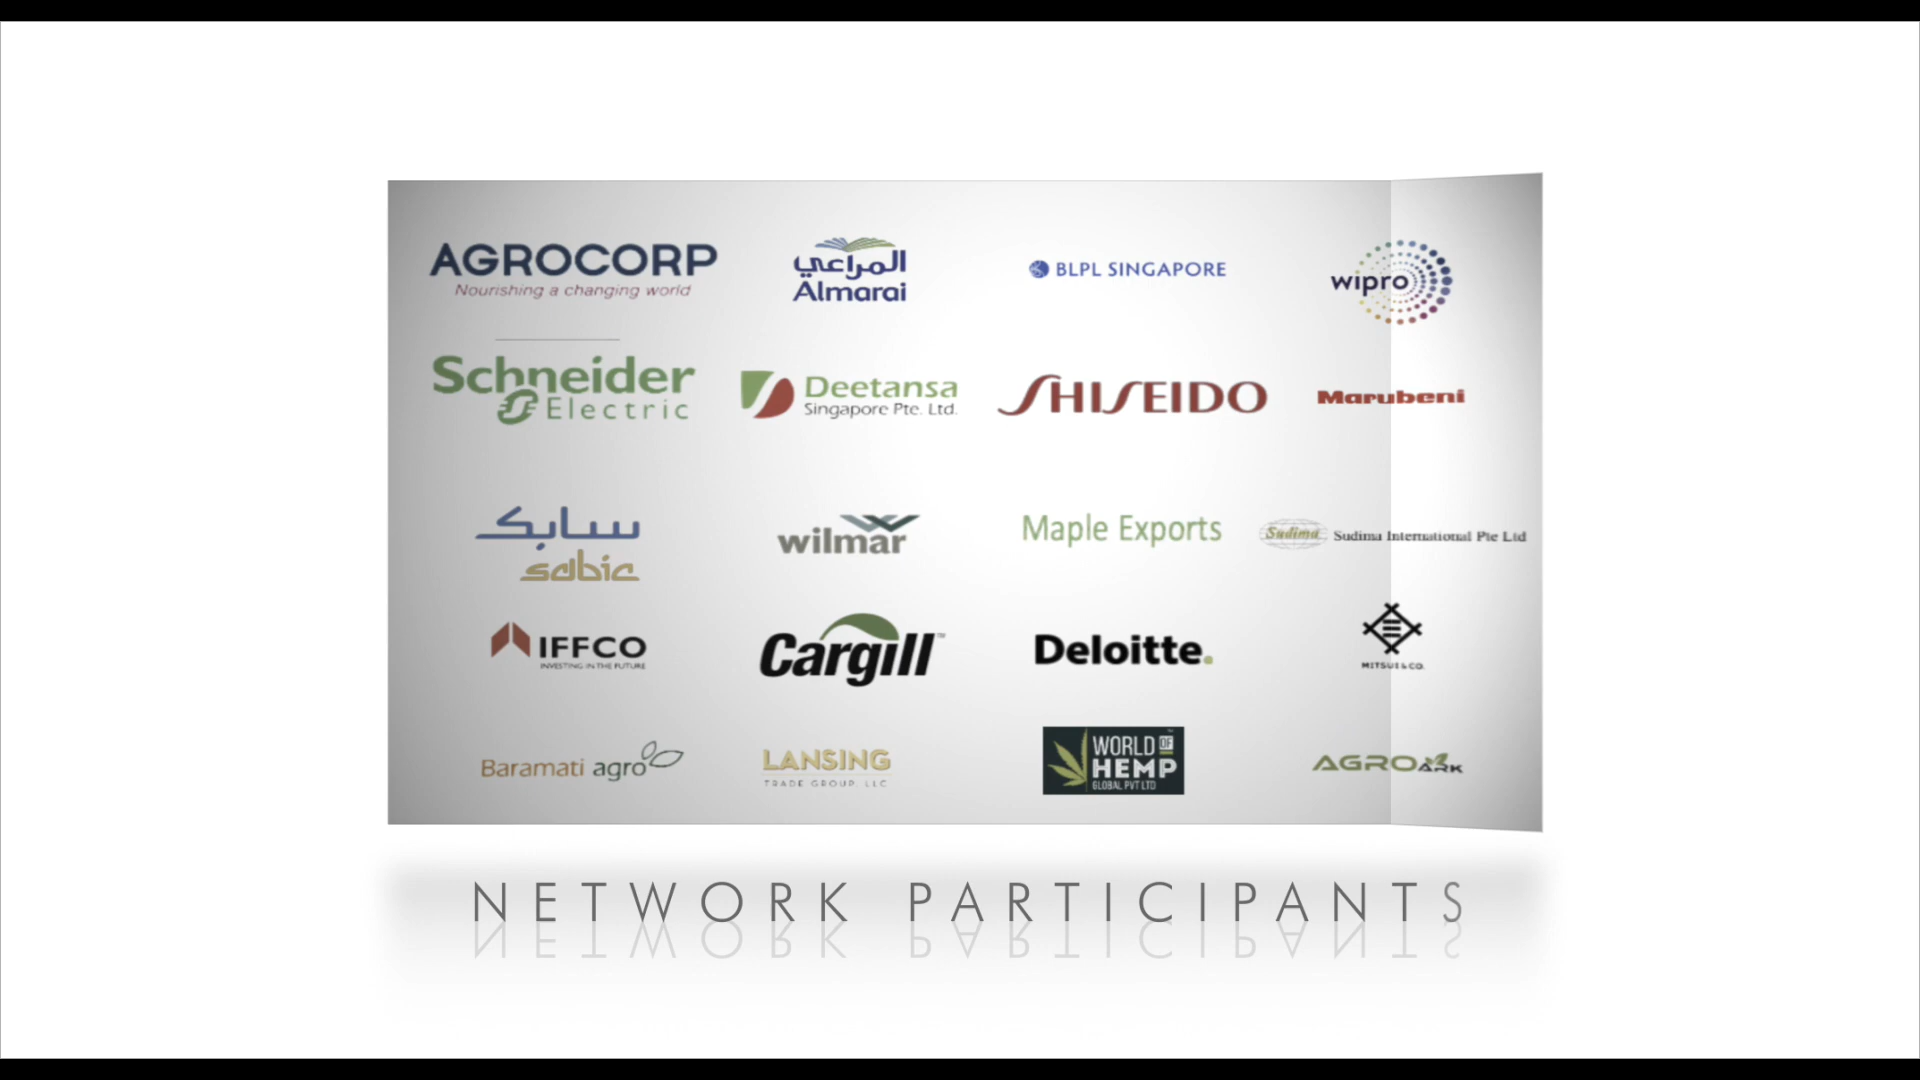 AGROCORP
Nourishing a changing world
المراعي
Almarai
BLPL SINGAPORE
wipro
Schneider
Electric
Deetansa
Singapore Pte. Ltd.
SHISEIDO
Marubeni
سابك
sabic
wilmar
Maple Exports
Sudima
Sudima International Pte Ltd
IFFCO
INVESTING IN THE FUTURE
Cargill™
Deloitte.
MITSUI & CO.
Baramati agro
LANSING
TRADE GROUP, LLC
WORLD OF
HEMP
GLOBAL PVT LTD
AGROARK
NETWORK PARTICIPANTS